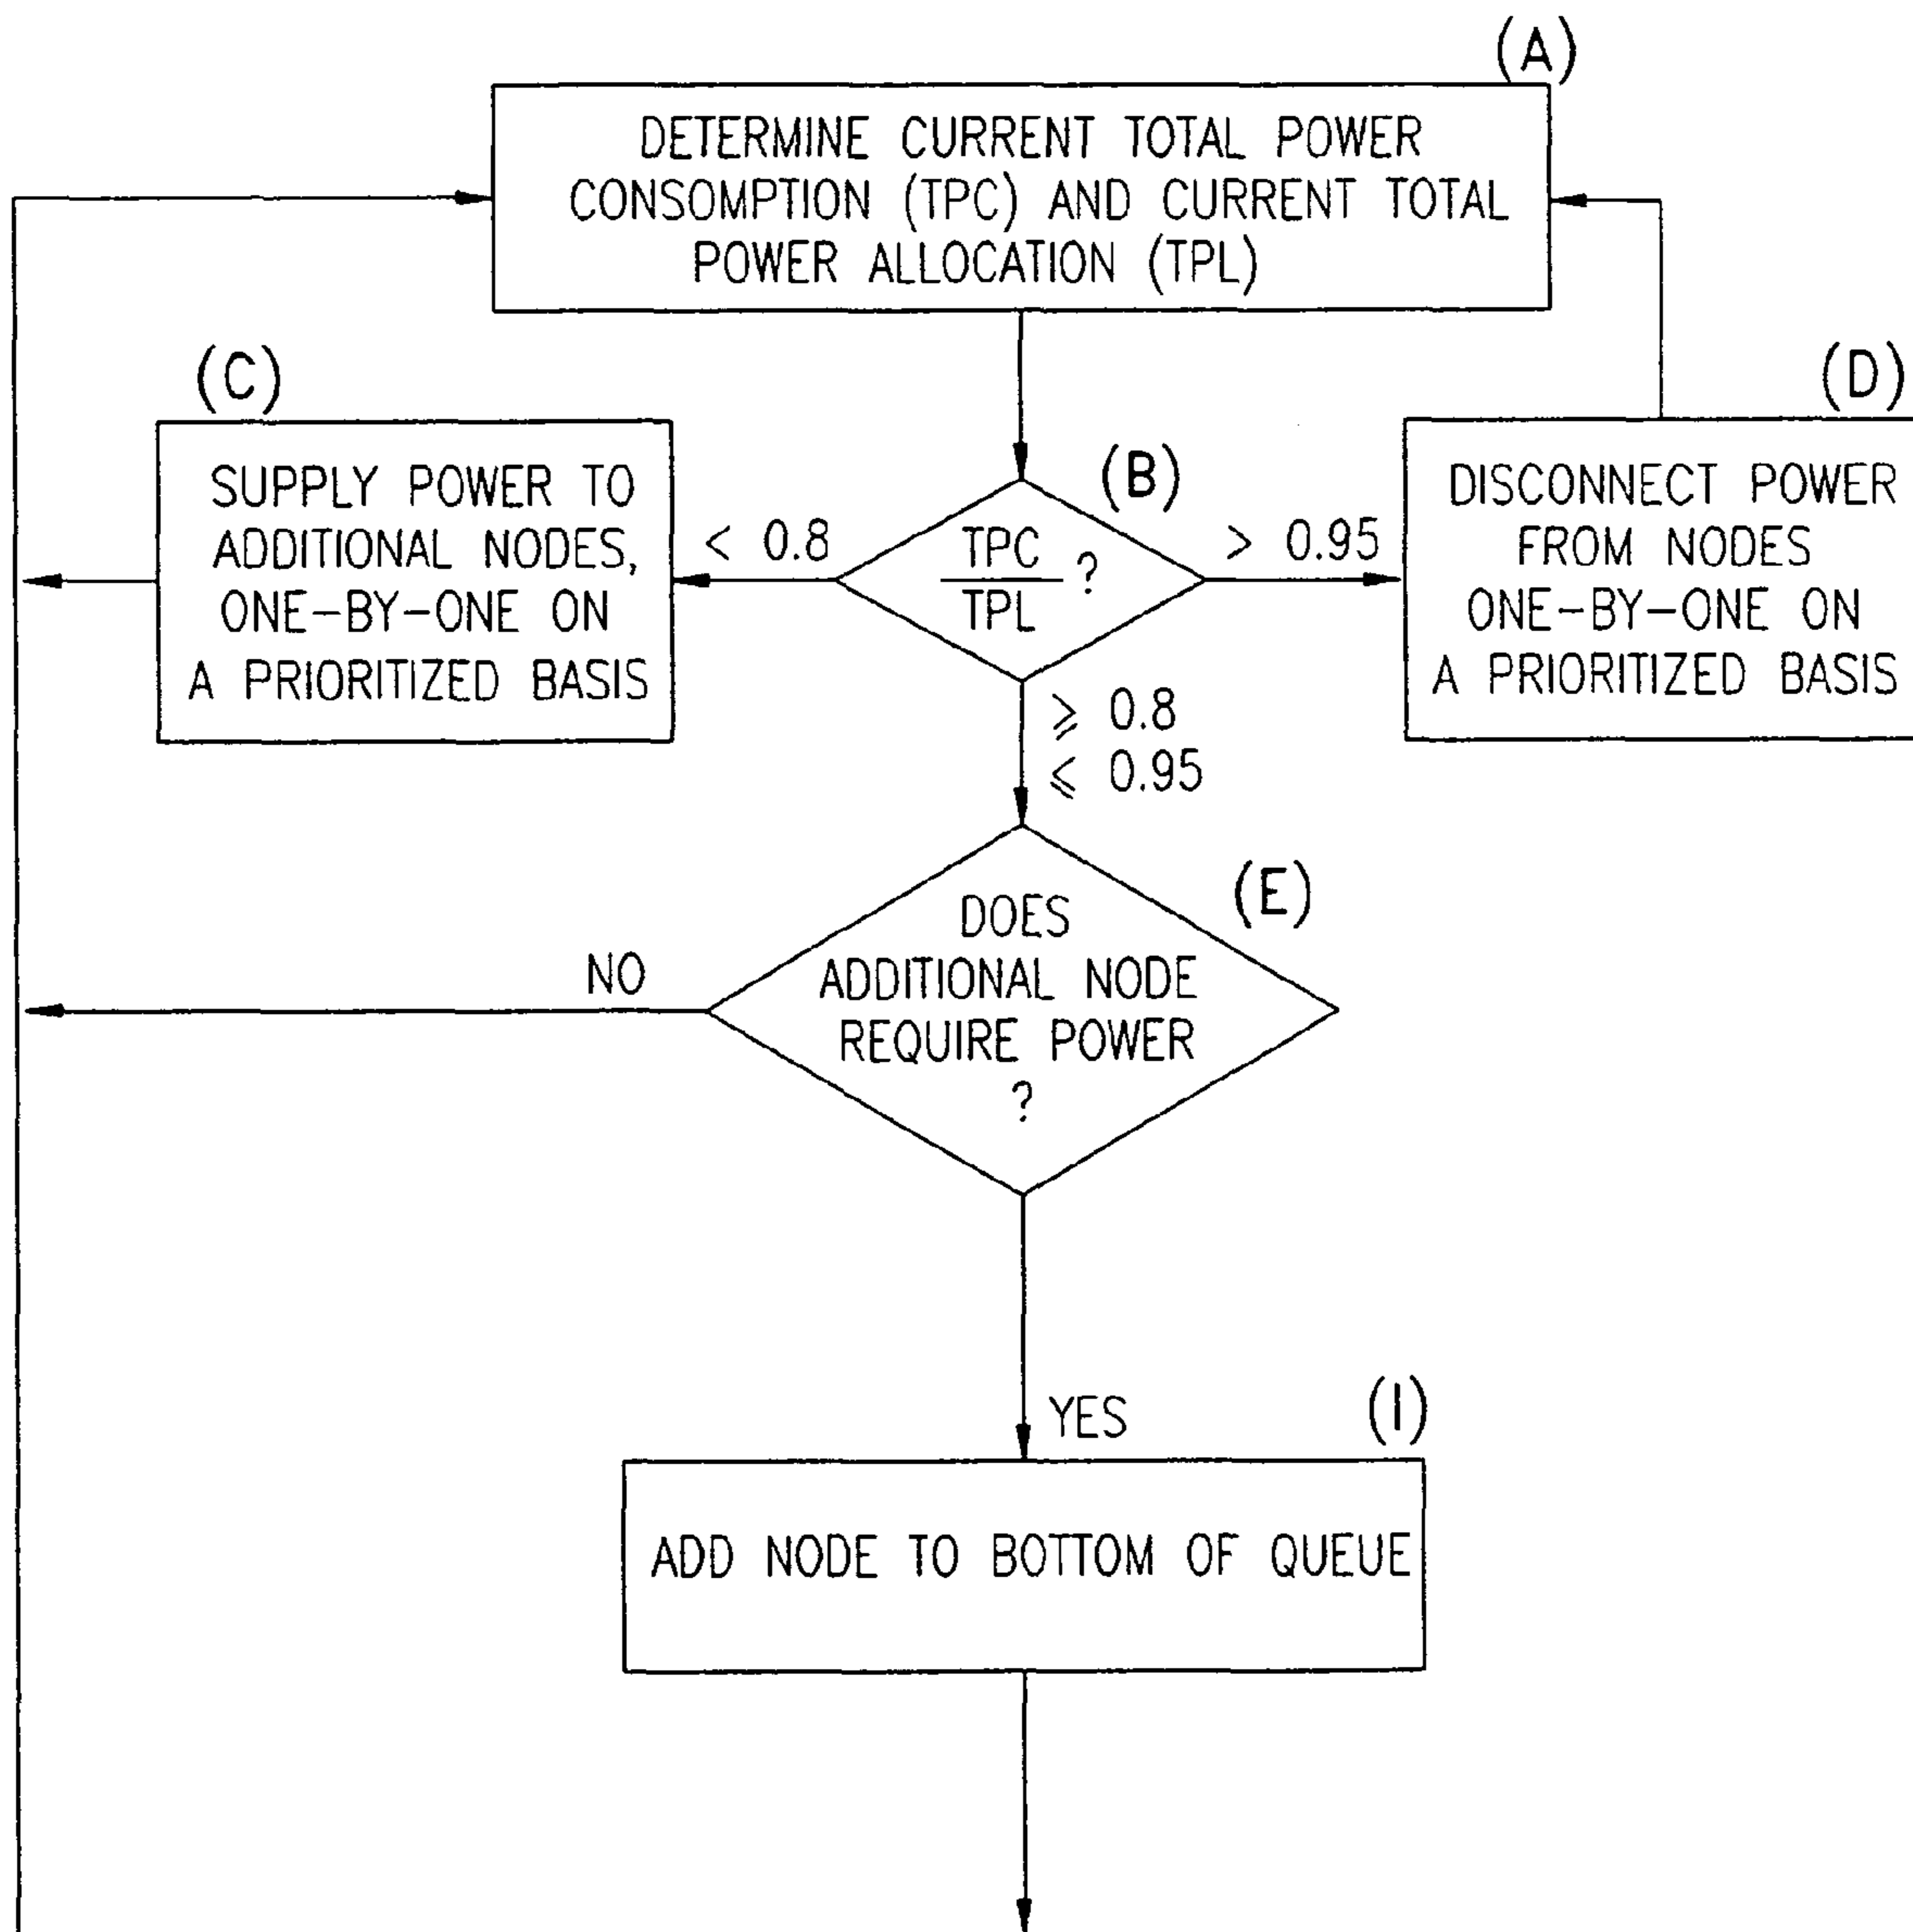 (A)
DETERMINE CURRENT TOTAL POWER
CONSOMPTION (TPC) AND CURRENT TOTAL
POWER ALLOCATION (TPL)
(C)
SUPPLY POWER TO
ADDITIONAL NODES,
ONE-BY-ONE ON
A PRIORITIZED BASIS
< 0.8
(B)
TPC
TPL
?
> 0.95
(D)
DISCONNECT POWER
FROM NODES
ONE-BY-ONE ON
A PRIORITIZED BASIS
⩾ 0.8
⩽ 0.95
(E)
DOES
ADDITIONAL NODE
REQUIRE POWER
?
NO
YES
(I)
ADD NODE TO BOTTOM OF QUEUE